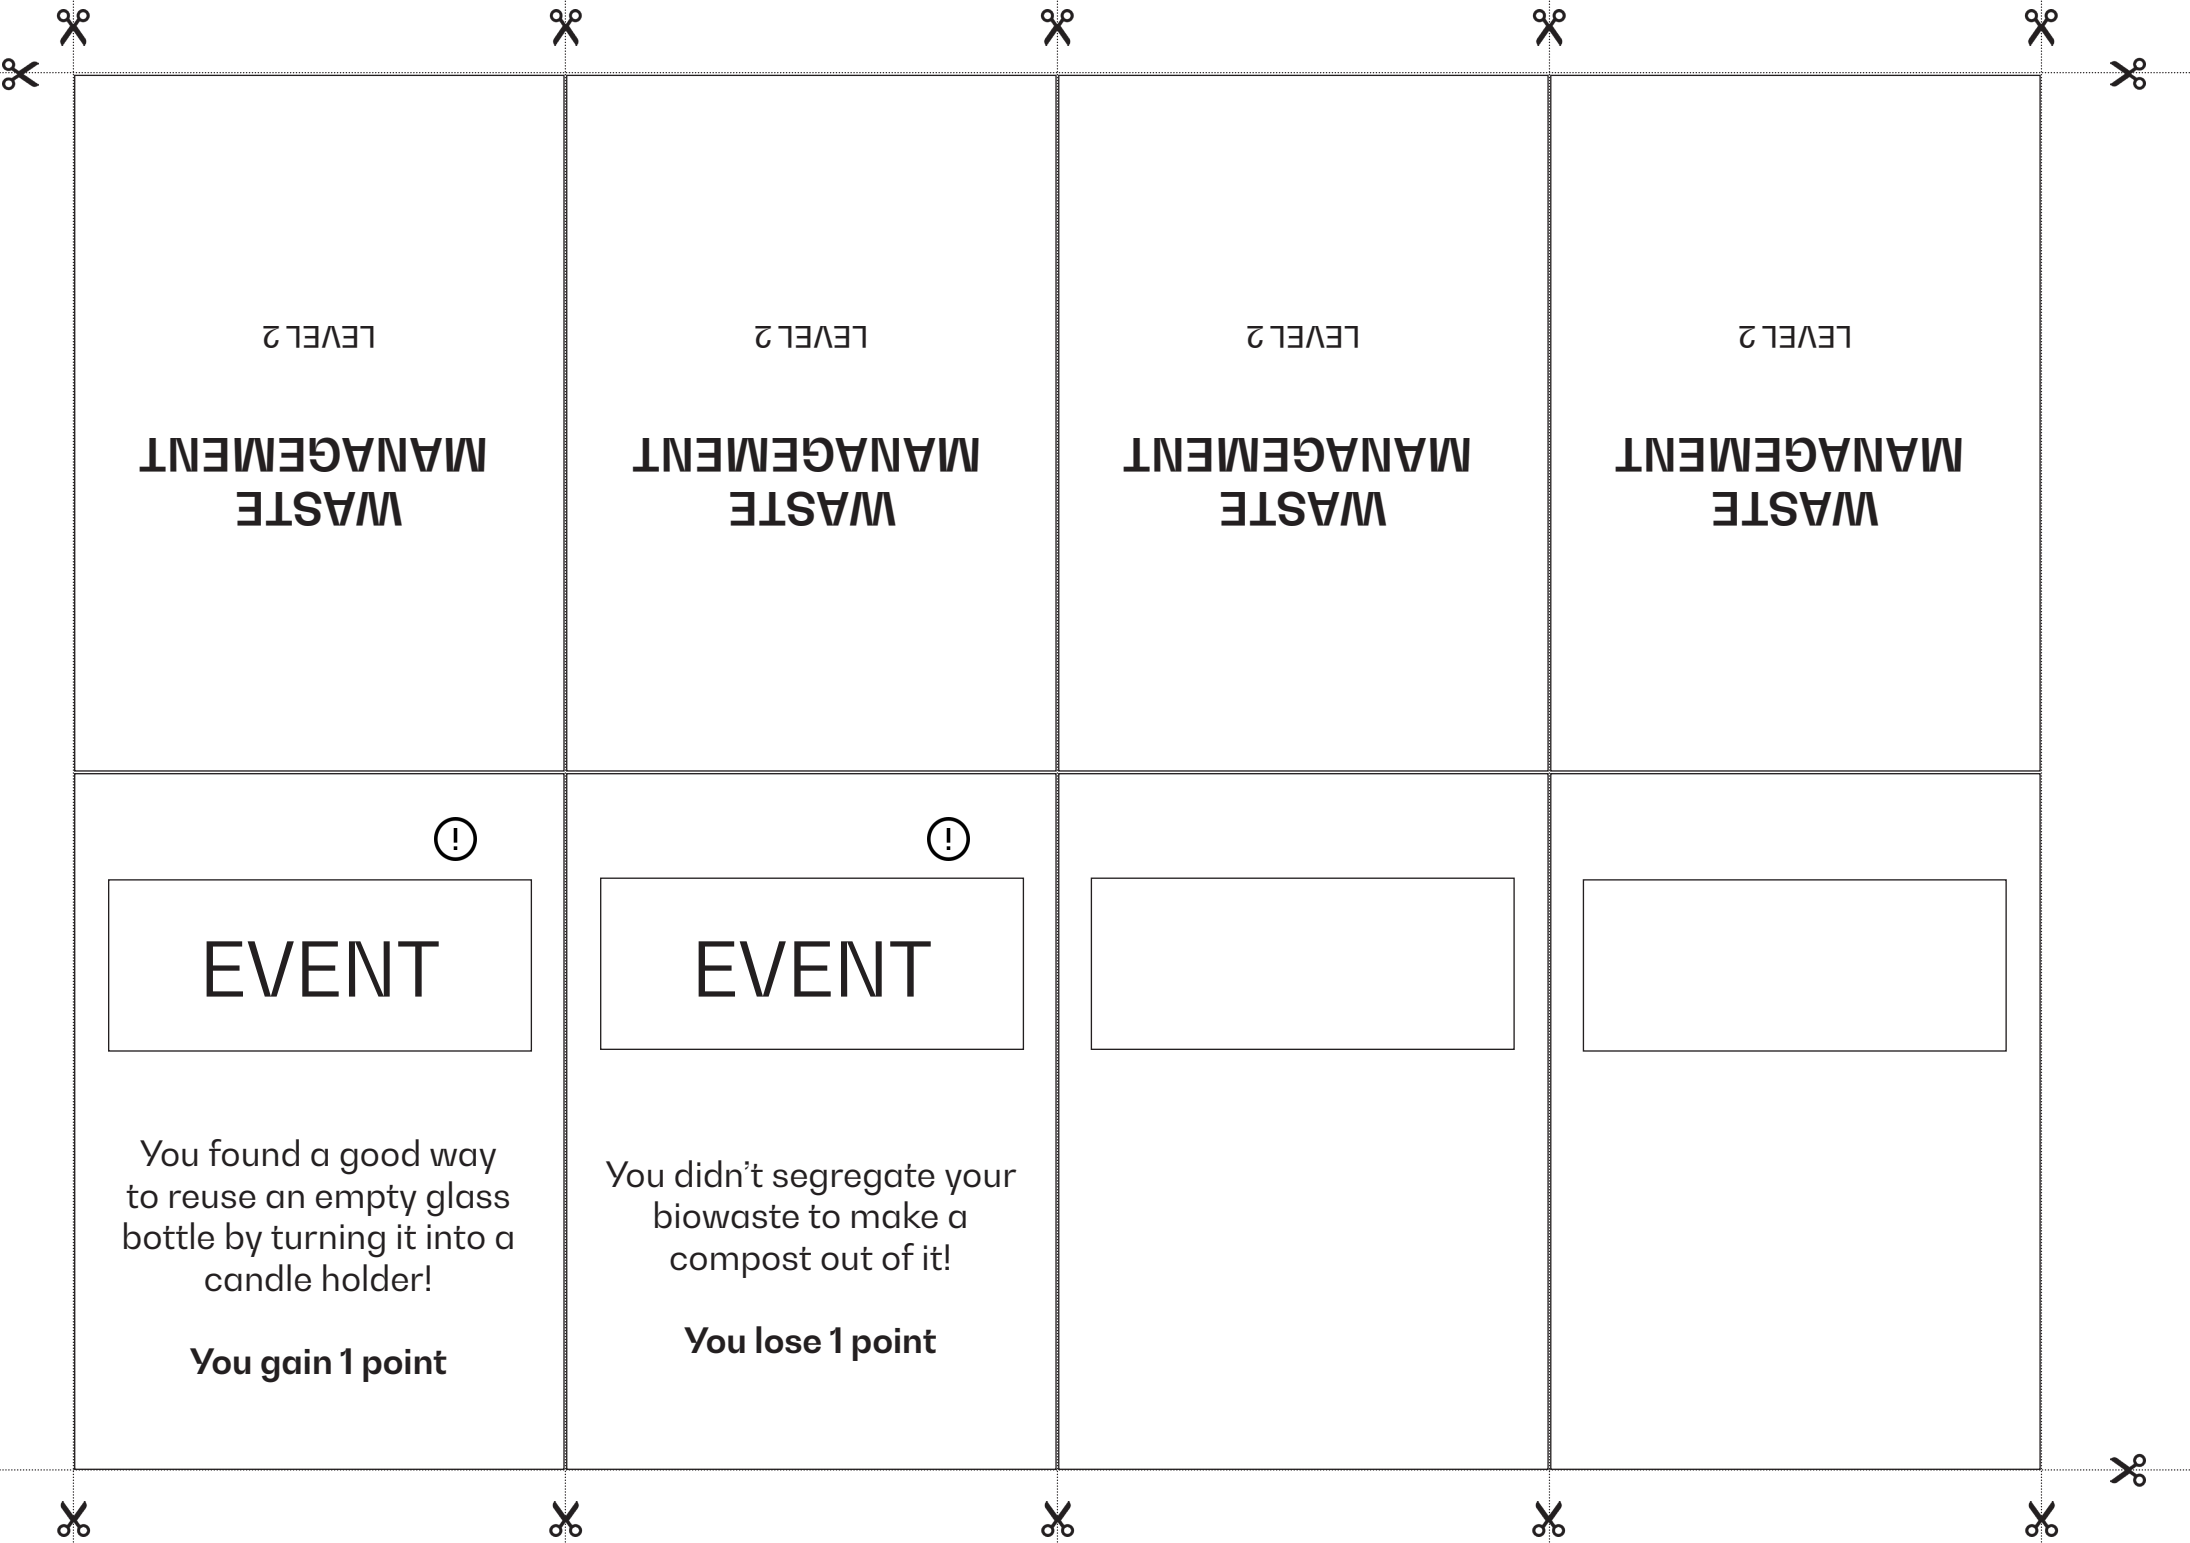 LEVEL 2
LEVEL 2
LEVEL 2
LEVEL 2
WASTE
MANAGEMENT
WASTE
MANAGEMENT
WASTE
MANAGEMENT
WASTE
MANAGEMENT
!
EVENT
You found a good way
to reuse an empty glass
bottle by turning it into a
candle holder!
You gain 1 point
!
EVENT
You didn’t segregate your
biowaste to make a
compost out of it!
You lose 1 point